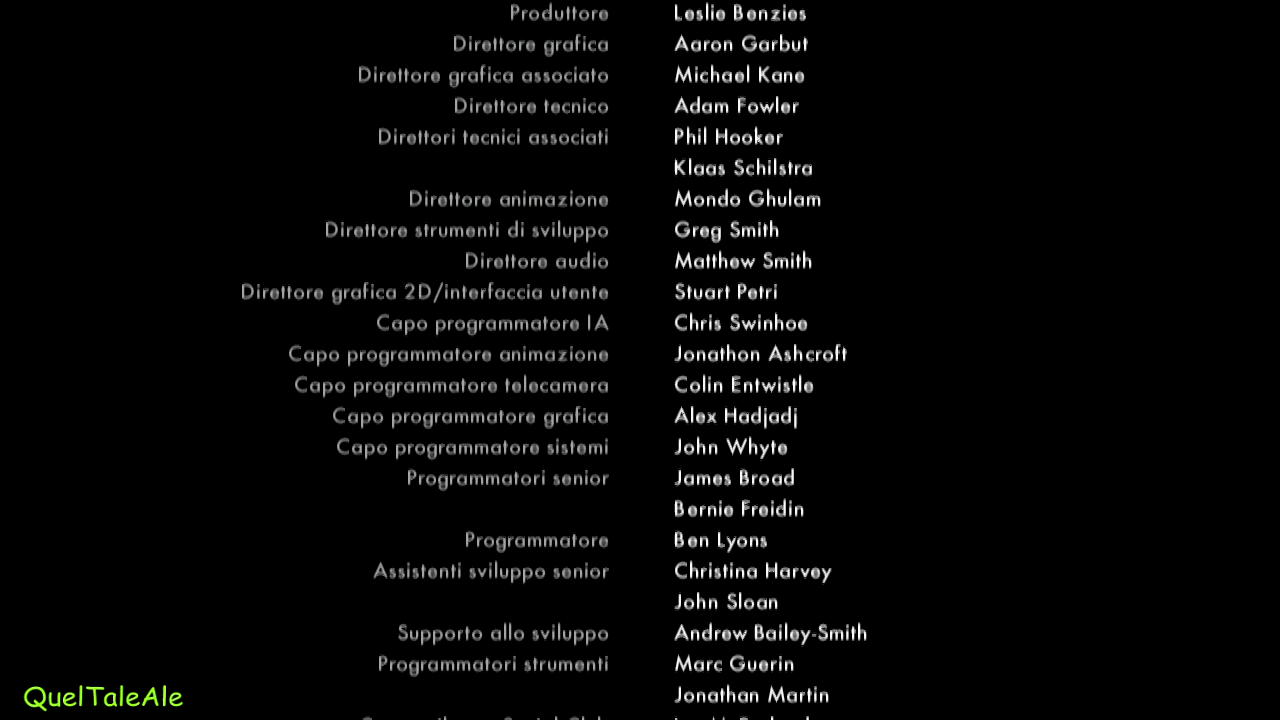 Produttore Leslie Benzies
Direttore grafica Aaron Garbut
Direttore grafica associato Michael Kane
Direttore tecnico Adam Fowler
Direttori tecnici associati Phil Hooker
Klaas Schilstra
Direttore animazione Mondo Ghulam
Direttore strumenti di sviluppo Greg Smith
Direttore audio Matthew Smith
Direttore grafica 2D/interfaccia utente Stuart Petri
Capo programmatore IA Chris Swinhoe
Capo programmatore animazione Jonathon Ashcroft
Capo programmatore telecamera Colin Entwistle
Capo programmatore grafica Alex Hadjadj
Capo programmatore sistemi John Whyte
Programmatori senior James Broad
Bernie Freidin
Programmatore Ben Lyons
Assistenti sviluppo senior Christina Harvey
John Sloan
Supporto allo sviluppo Andrew Bailey-Smith
Programmatori strumenti Marc Guerin
Jonathan Martin
QuelTaleAle